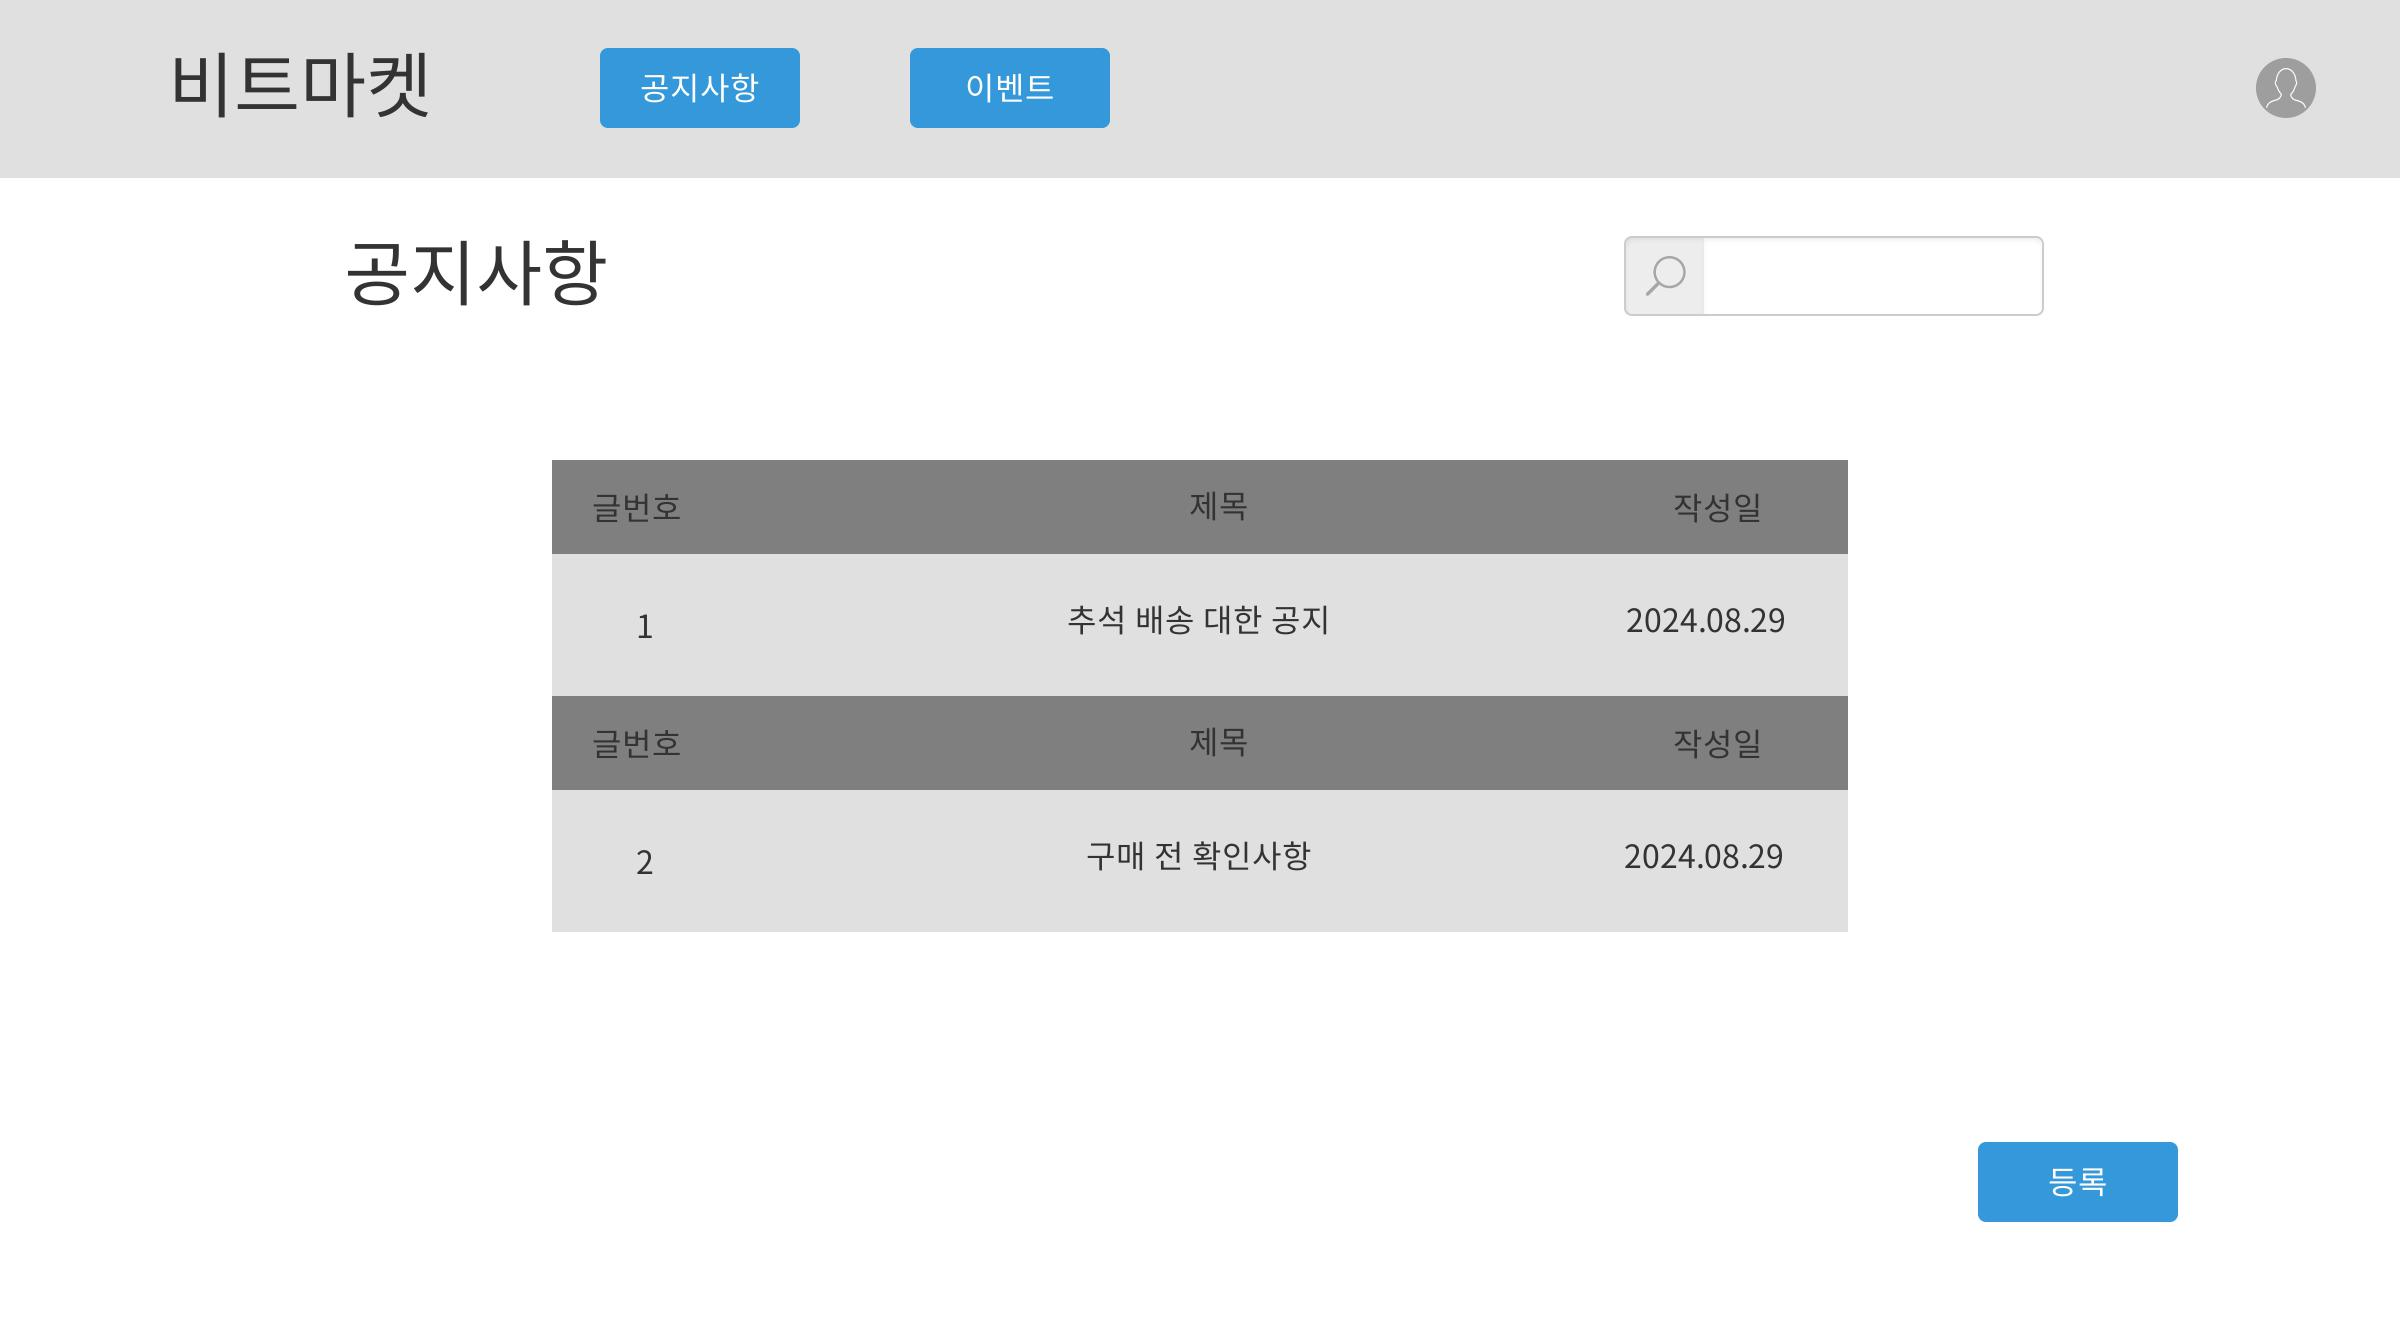 비트마켓 공지사항 이벤트
공지사항
글번호 제목 작성일
1 추석 배송 대한 공지 2024.08.29
글번호 제목 작성일
2 구매 전 확인사항 2024.08.29
등록